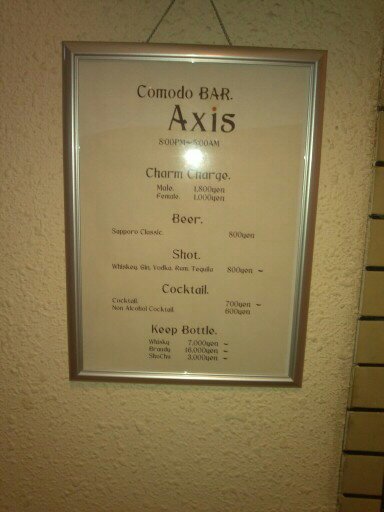 Comodo BAR.
Axis
8:00PM~5:00AM
Charm Charge.
Male. 1,800yen
Female. 1,000yen
Beer.
Sapporo Classic. 800yen
Shot.
Whiskey, Gin, Vodka, Ram, Tequila 800yen ~
Cocktail.
Cocktail. 700yen ~
Non Alcohol Cocktail. 600yen
Keep Bottle.
Whisky 7,000yen ~
Brandy 16,000yen ~
ShoChu 3,000yen ~